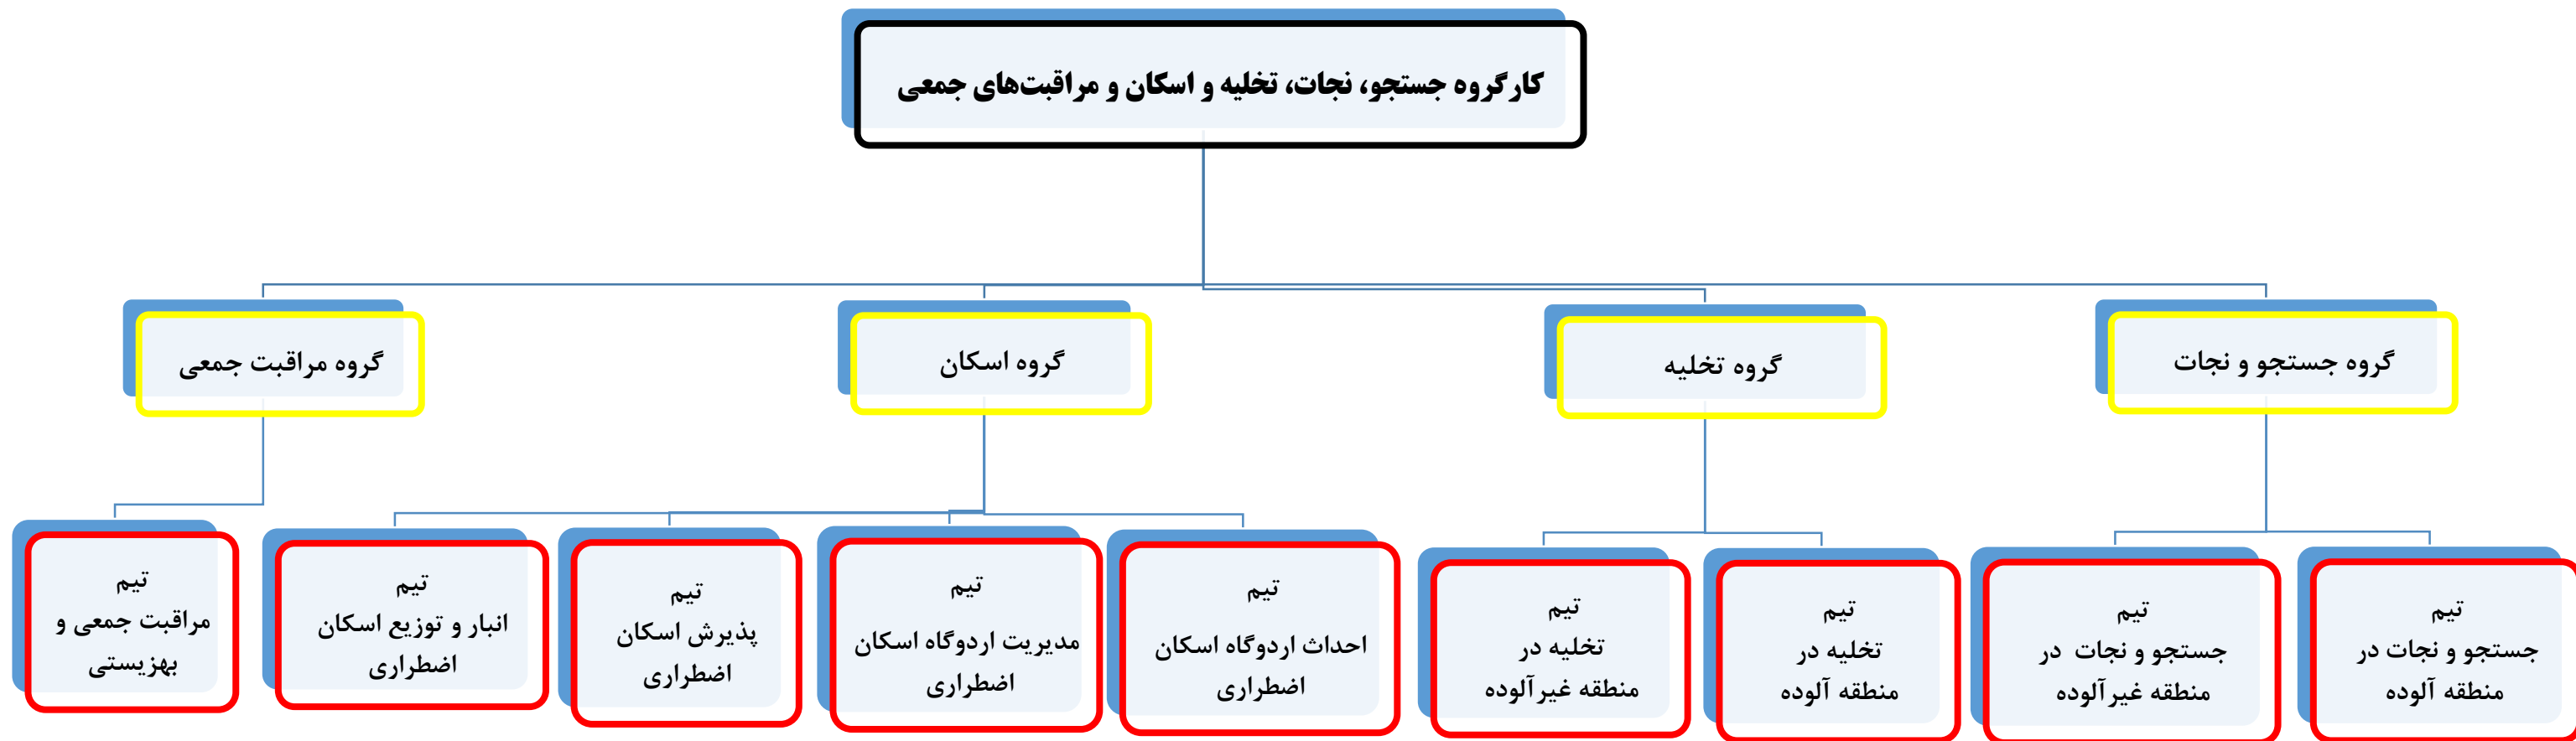 کارگروه جستجو، نجات، تخلیه و اسکان و مراقبت‌های جمعی
گروه جستجو و نجات
گروه تخلیه
گروه اسکان
گروه مراقبت جمعی
تیم
جستجو و نجات در
منطقه آلوده
تیم
جستجو و نجات در
منطقه غیرآلوده
تیم
تخلیه در
منطقه آلوده
تیم
تخلیه در
منطقه غیرآلوده
تیم
احداث اردوگاه اسکان
اضطراری
تیم
مدیریت اردوگاه اسکان
اضطراری
تیم
پذیرش اسکان
اضطراری
تیم
انبار و توزیع اسکان
اضطراری
تیم
مراقبت جمعی و
بهزیستی